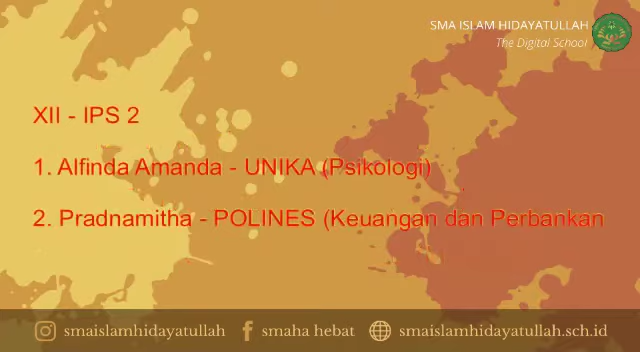 SMA ISLAM HIDAYATULLAH
The Digital School
XII - IPS 2
1. Alfinda Amanda - UNIKA (Psikologi)
2. Pradnamitha - POLINES (Keuangan dan Perbankan
smaislamhidayatullah smaha hebat smaislamhidayatullah.sch.id